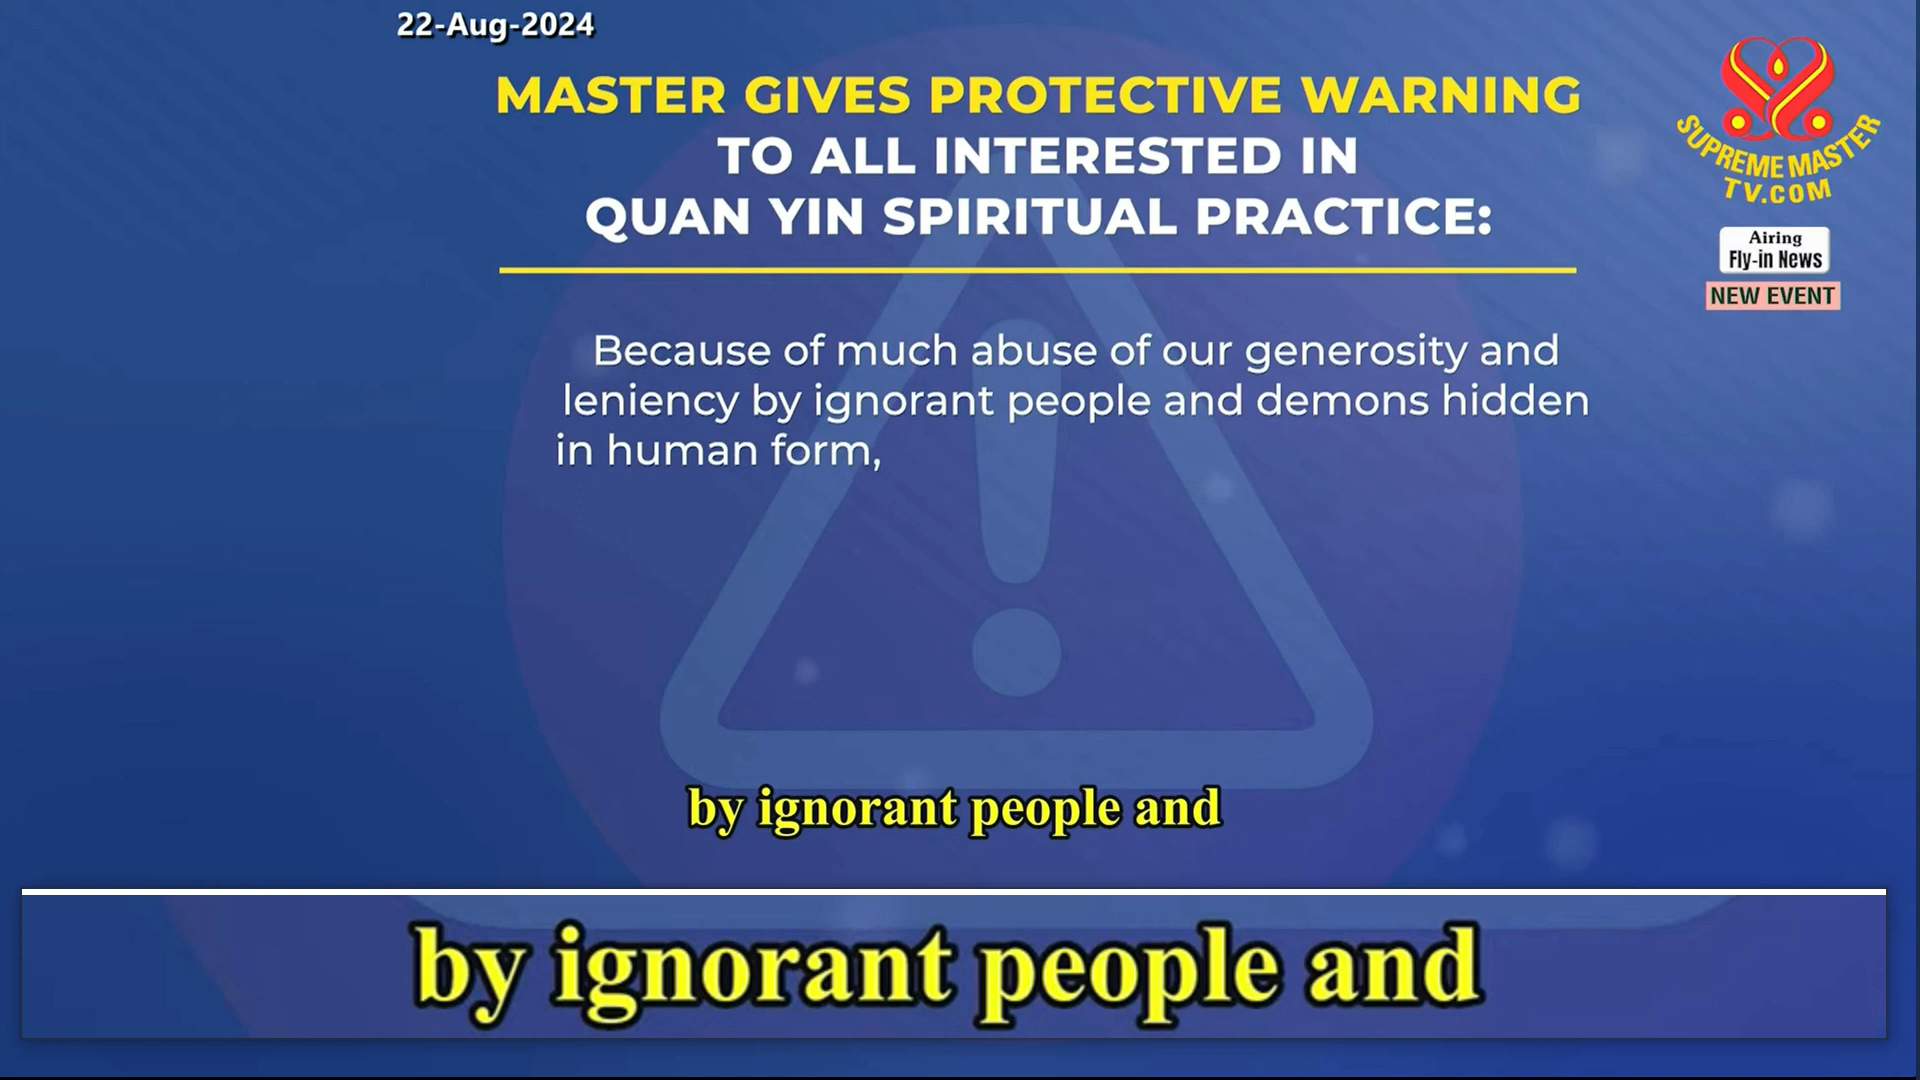 22-Aug-2024
MASTER GIVES PROTECTIVE WARNING
TO ALL INTERESTED IN
QUAN YIN SPIRITUAL PRACTICE:
SUPREME MASTER
TV.COM
Airing
Fly-in News
NEW EVENT
Because of much abuse of our generosity and
leniency by ignorant people and demons hidden
in human form,
by ignorant people and
by ignorant people and